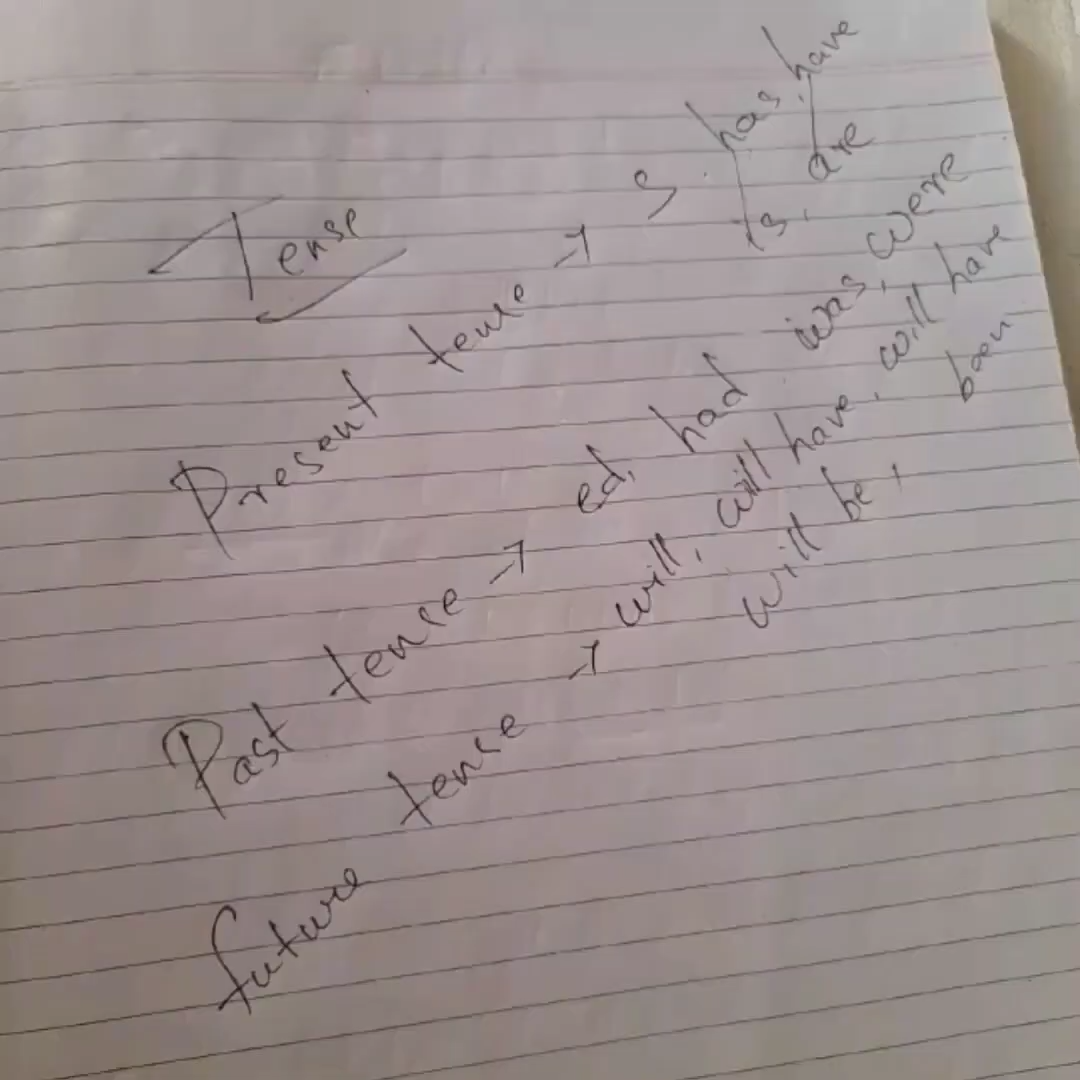 Tense
Present tense → s. has, have
is, are
Past tense → ed, had was, were
future tense → will, will have, will have
will be, been